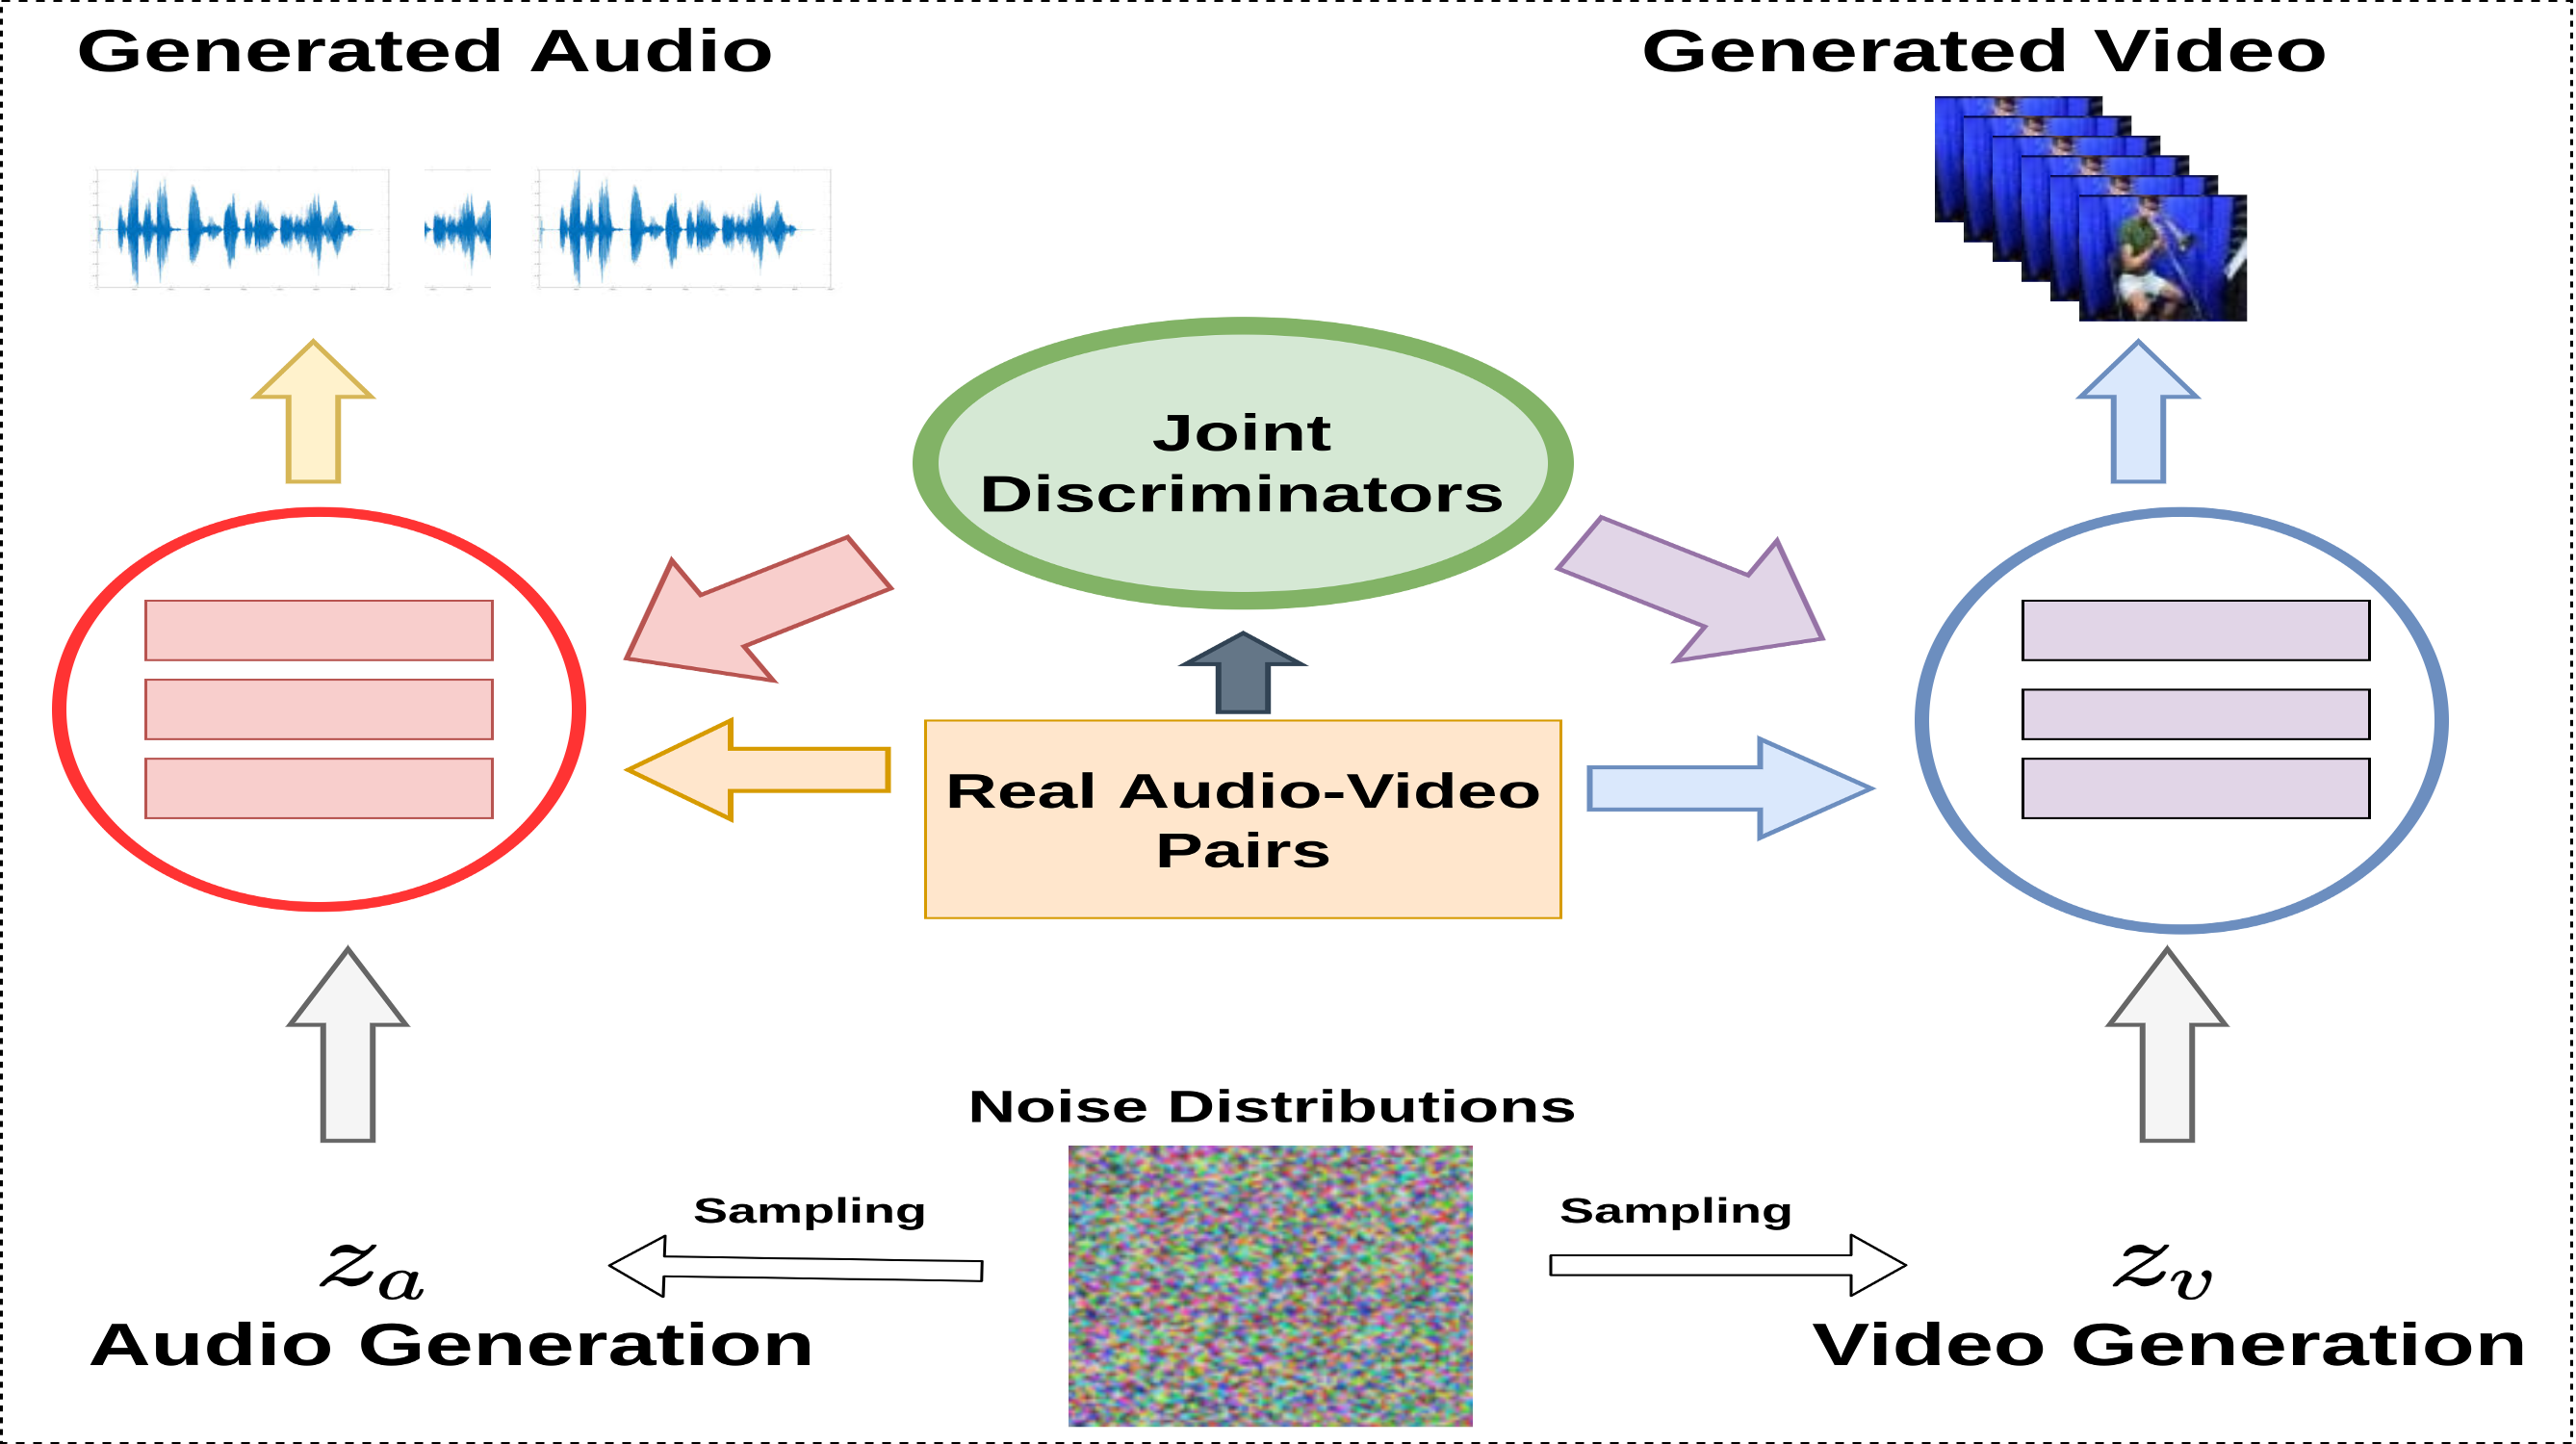 Generated Audio
Generated Video
Joint
Discriminators
Real Audio-Video
Pairs
Noise Distributions
Sampling
Sampling
z_a
z_v
Audio Generation
Video Generation